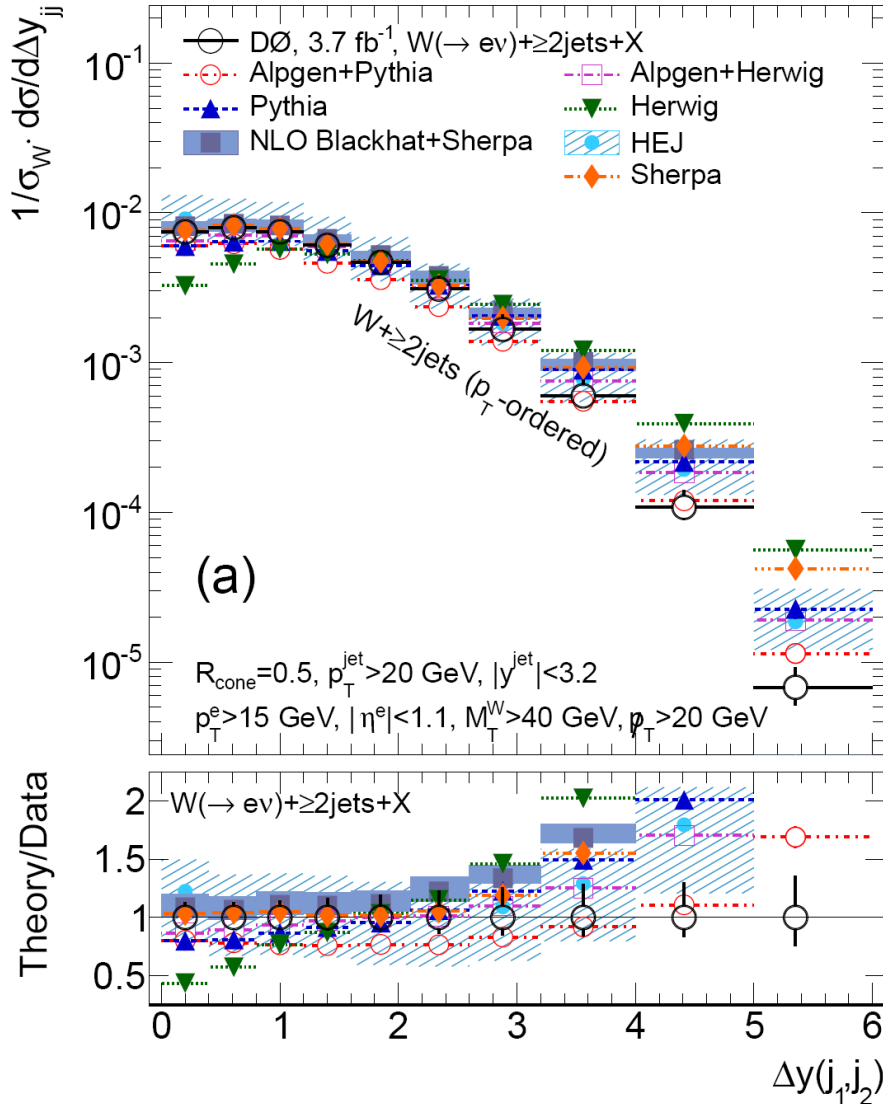 1/σ_W · dσ/dΔy_jj
10⁻¹
10⁻²
10⁻³
10⁻⁴
10⁻⁵
DØ, 3.7 fb⁻¹, W(→ eν)+≥2jets+X
Alpgen+Pythia
Alpgen+Herwig
Pythia
Herwig
NLO Blackhat+Sherpa
HEJ
Sherpa
W+≥2jets (p_T-ordered)
(a)
R_cone=0.5, p_T^jet>20 GeV, |y^jet|<3.2
p_T^e>15 GeV, |η^e|<1.1, M_T^W>40 GeV, p̸_T>20 GeV
Theory/Data
W(→ eν)+≥2jets+X
2
1.5
1
0.5
0 1 2 3 4 5 6
Δy(j₁,j₂)